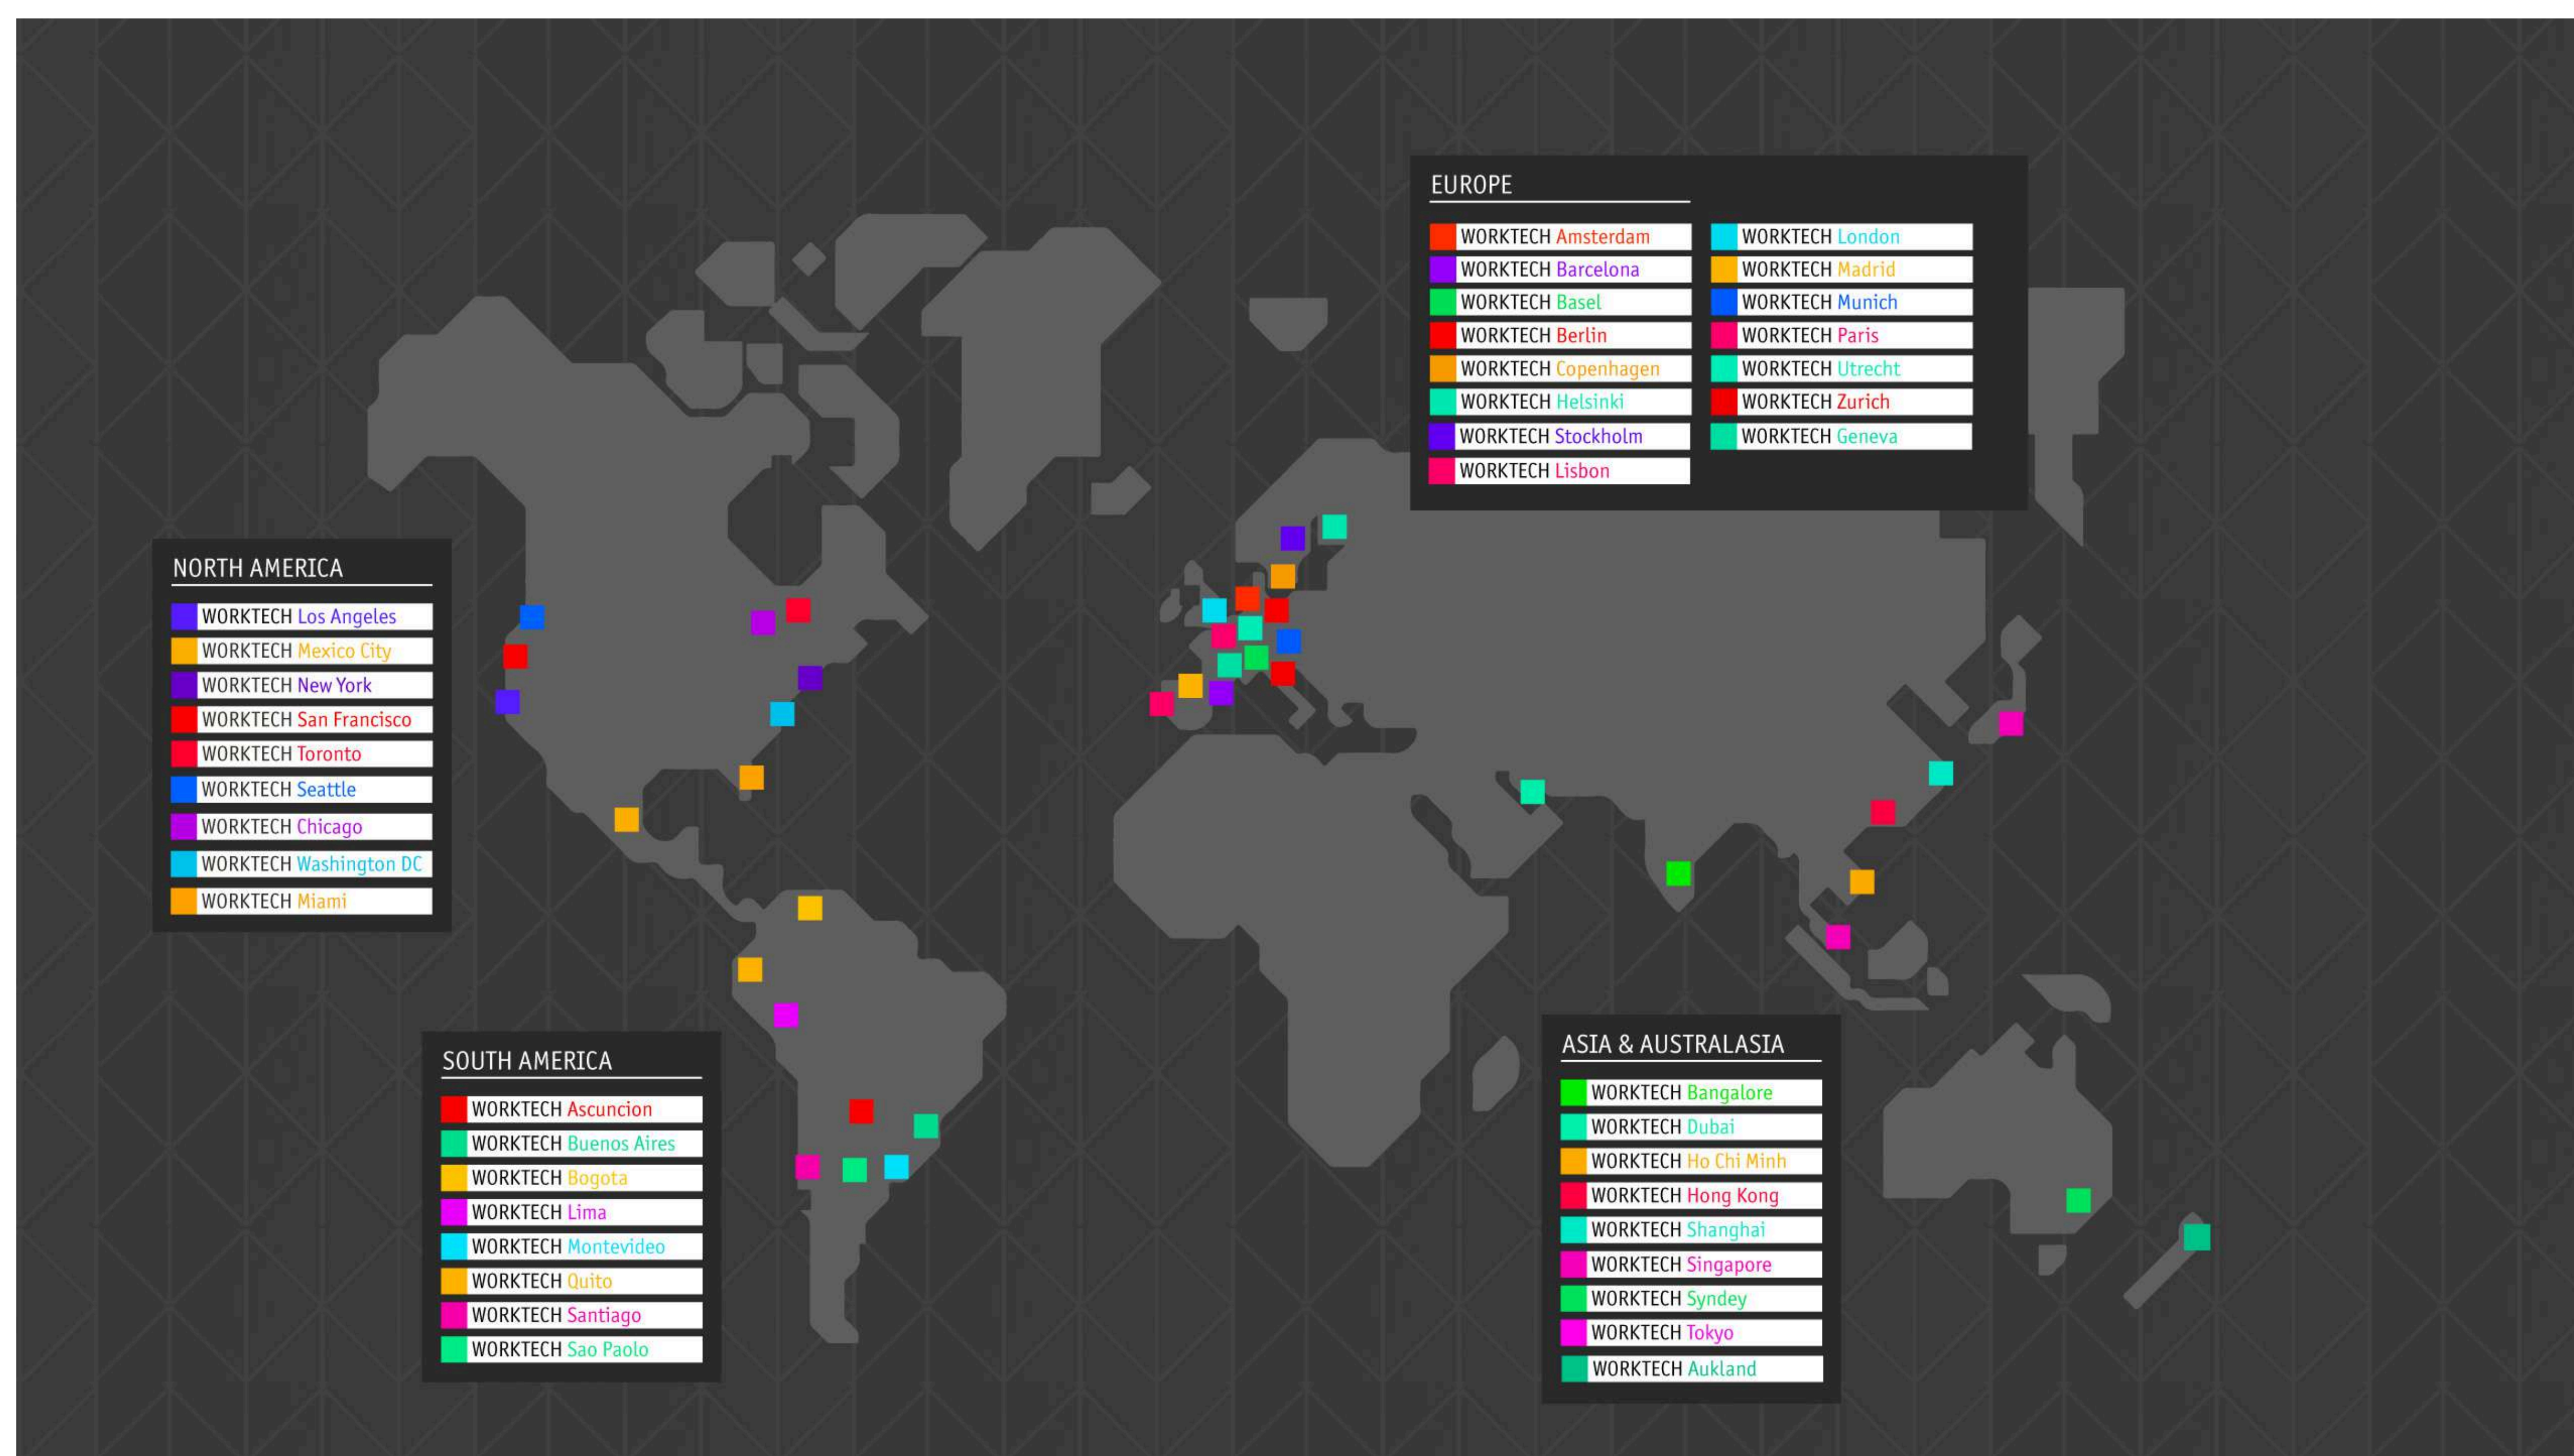 EUROPE
WORKTECH Amsterdam
WORKTECH Barcelona
WORKTECH Basel
WORKTECH Berlin
WORKTECH Copenhagen
WORKTECH Helsinki
WORKTECH Stockholm
WORKTECH Lisbon
WORKTECH London
WORKTECH Madrid
WORKTECH Munich
WORKTECH Paris
WORKTECH Utrecht
WORKTECH Zurich
WORKTECH Geneva
NORTH AMERICA
WORKTECH Los Angeles
WORKTECH Mexico City
WORKTECH New York
WORKTECH San Francisco
WORKTECH Toronto
WORKTECH Seattle
WORKTECH Chicago
WORKTECH Washington DC
WORKTECH Miami
SOUTH AMERICA
WORKTECH Ascuncion
WORKTECH Buenos Aires
WORKTECH Bogota
WORKTECH Lima
WORKTECH Montevideo
WORKTECH Quito
WORKTECH Santiago
WORKTECH Sao Paolo
ASIA & AUSTRALASIA
WORKTECH Bangalore
WORKTECH Dubai
WORKTECH Ho Chi Minh
WORKTECH Hong Kong
WORKTECH Shanghai
WORKTECH Singapore
WORKTECH Syndey
WORKTECH Tokyo
WORKTECH Aukland